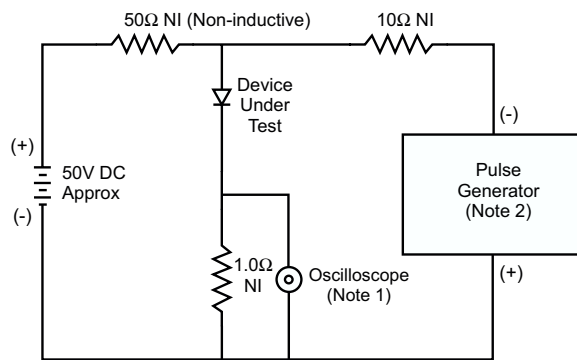 50Ω NI (Non-inductive)
10Ω NI
Device
Under
Test
(+)
50V DC
Approx
(-)
(-)
Pulse
Generator
(Note 2)
(+)
1.0Ω
NI
Oscilloscope
(Note 1)